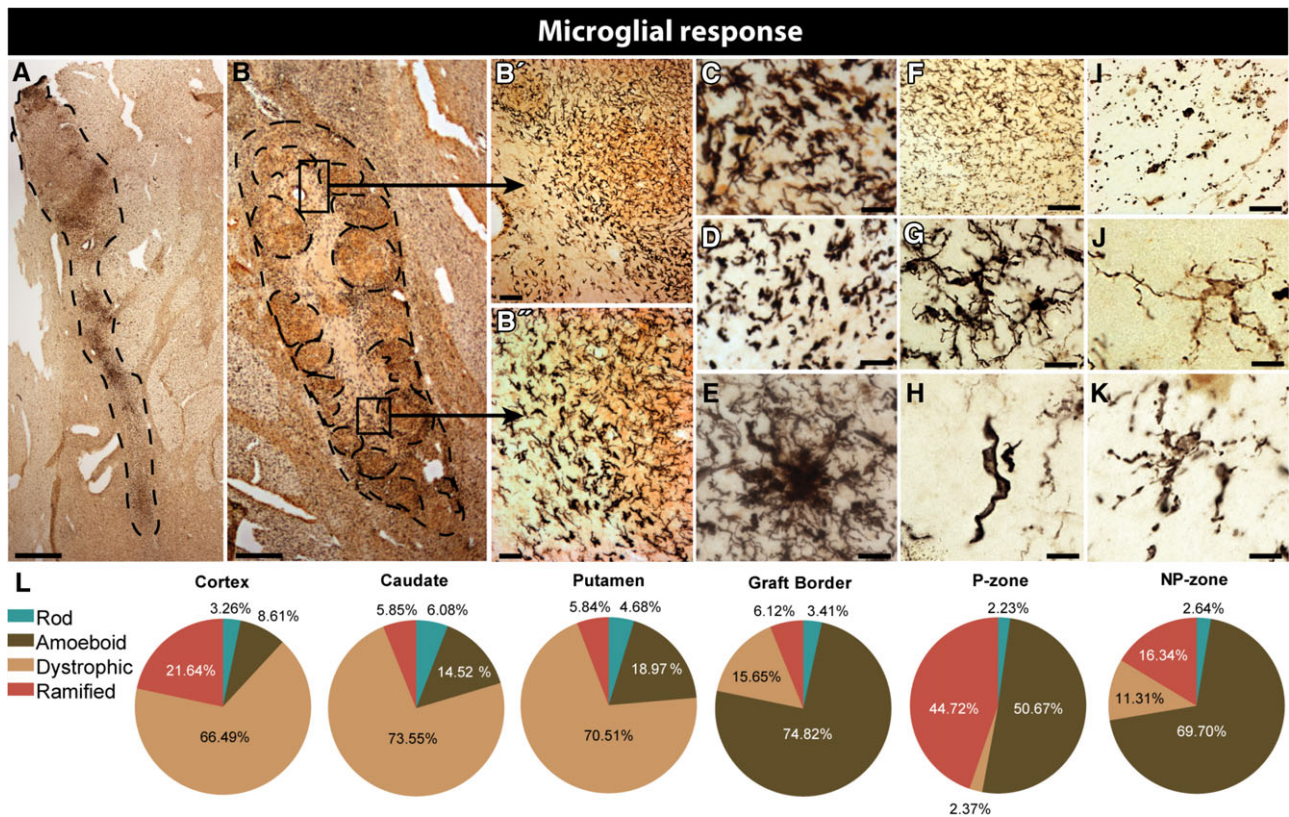 Microglial response
A
B
B´
C
F
I
D
G
J
B´´
E
H
K
L
Rod
Amoeboid
Dystrophic
Ramified
Cortex
3.26%
8.61%
21.64%
66.49%
Caudate
5.85%
6.08%
14.52 %
73.55%
Putamen
5.84%
4.68%
18.97 %
70.51%
Graft Border
6.12%
3.41%
15.65%
74.82%
P-zone
2.23%
44.72%
50.67%
2.37%
NP-zone
2.64%
16.34%
11.31%
69.70%